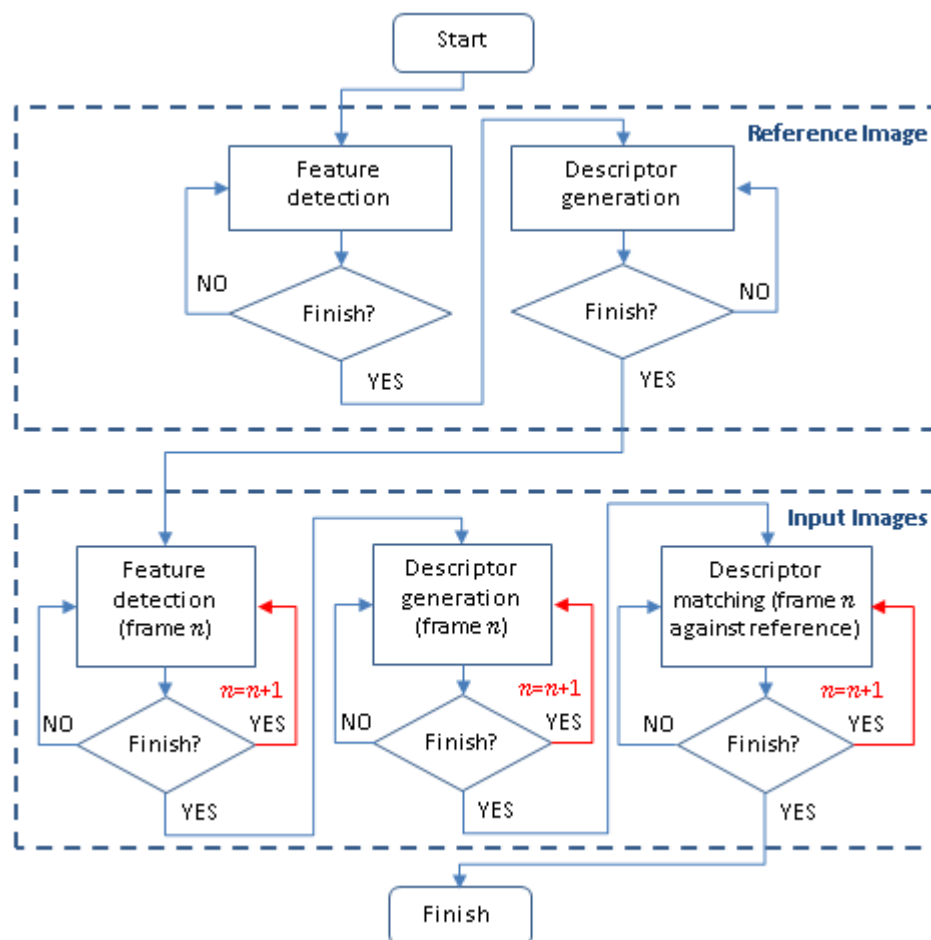 Start
Reference Image
Feature
detection
Descriptor
generation
NO
Finish?
Finish?
NO
YES
YES
Input Images
Feature
detection
(frame n)
Descriptor
generation
(frame n)
Descriptor
matching (frame n
against reference)
n=n+1
n=n+1
n=n+1
NO
Finish?
YES
NO
Finish?
YES
NO
Finish?
YES
YES
YES
YES
Finish